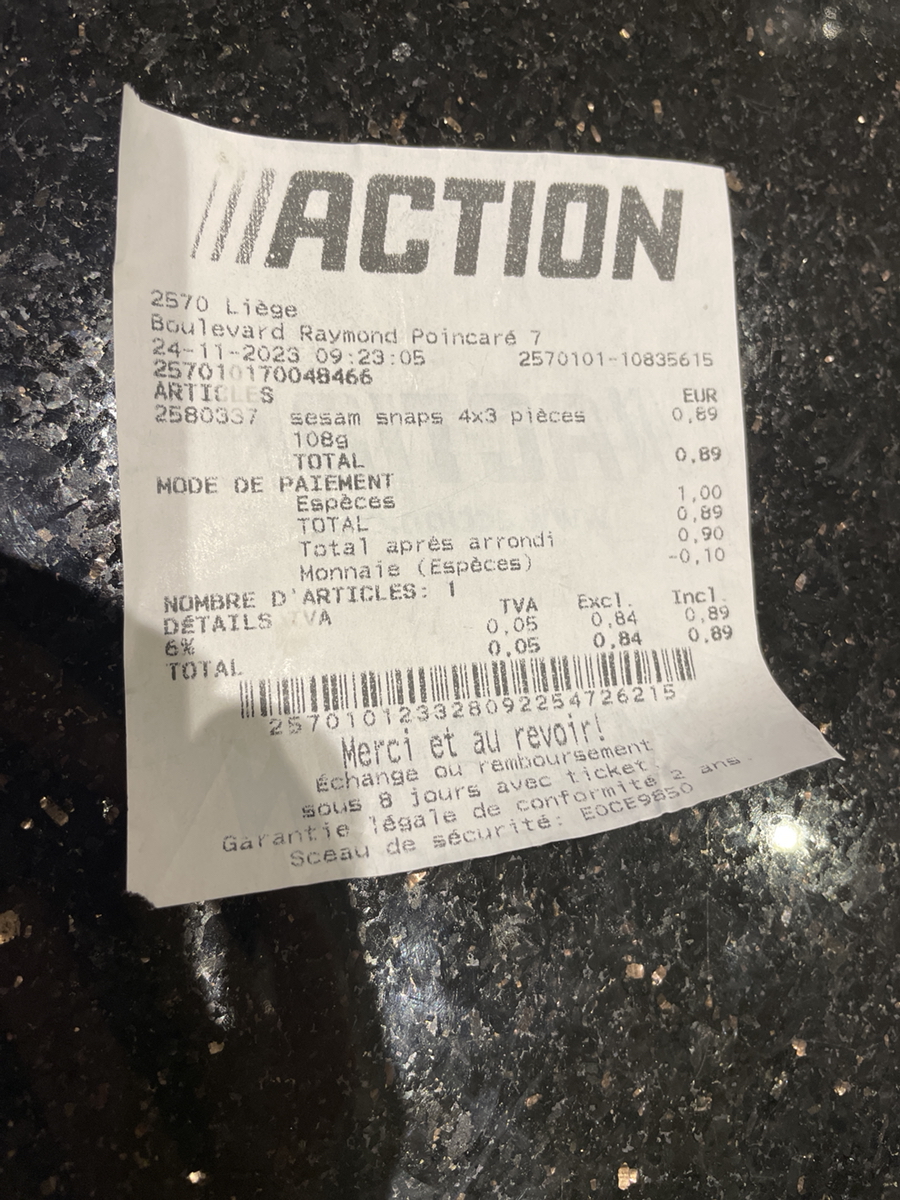 ACTION
2570 Liège
Boulevard Raymond Poincaré 7
24-11-2023 09:23:05 2570101-10835615
257010170048466
ARTICLES EUR
2580337 sesam snaps 4x3 pièces 0,89
108g
TOTAL 0,89
MODE DE PAIEMENT
Espèces 1,00
TOTAL 0,89
Total après arrondi 0,90
Monnaie (Espèces) -0,10
NOMBRE D'ARTICLES: 1
DÉTAILS TVA TVA Excl. Incl.
6% 0,05 0,84 0,89
TOTAL 0,05 0,84 0,89
257010123328092254726215
Merci et au revoir!
Échange ou remboursement
sous 8 jours avec ticket
Garantie légale de conformité 2 ans.
Sceau de sécurité: E0CE9850